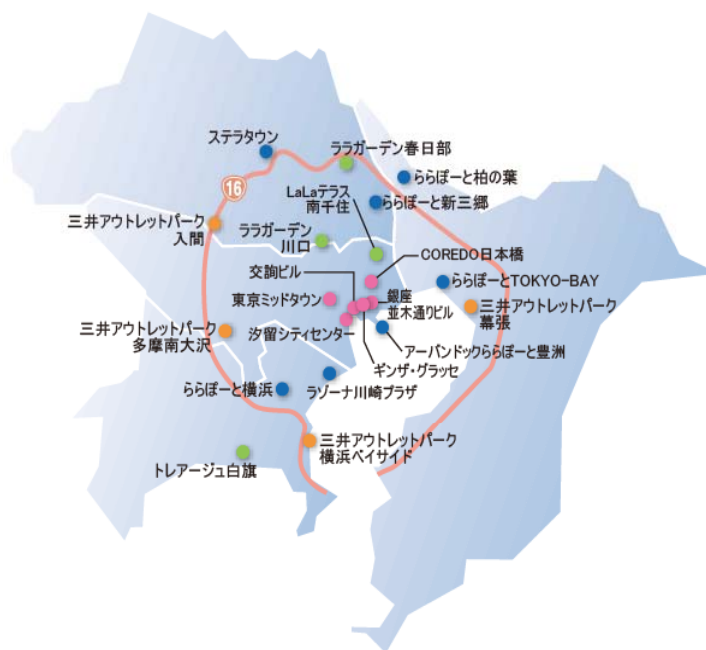 ステラタウン
ララガーデン春日部
ららぽーと柏の葉
16
LaLaテラス
南千住
ららぽーと新三郷
三井アウトレットパーク
入間
ララガーデン
川口
COREDO日本橋
交詢ビル
ららぽーとTOKYO-BAY
東京ミッドタウン
銀座
並木通りビル
三井アウトレットパーク
幕張
三井アウトレットパーク
多摩南大沢
汐留シティセンター
アーバンドックららぽーと豊洲
ギンザ・グラッセ
ららぽーと横浜
ラゾーナ川崎プラザ
三井アウトレットパーク
横浜ベイサイド
トレアージュ白旗